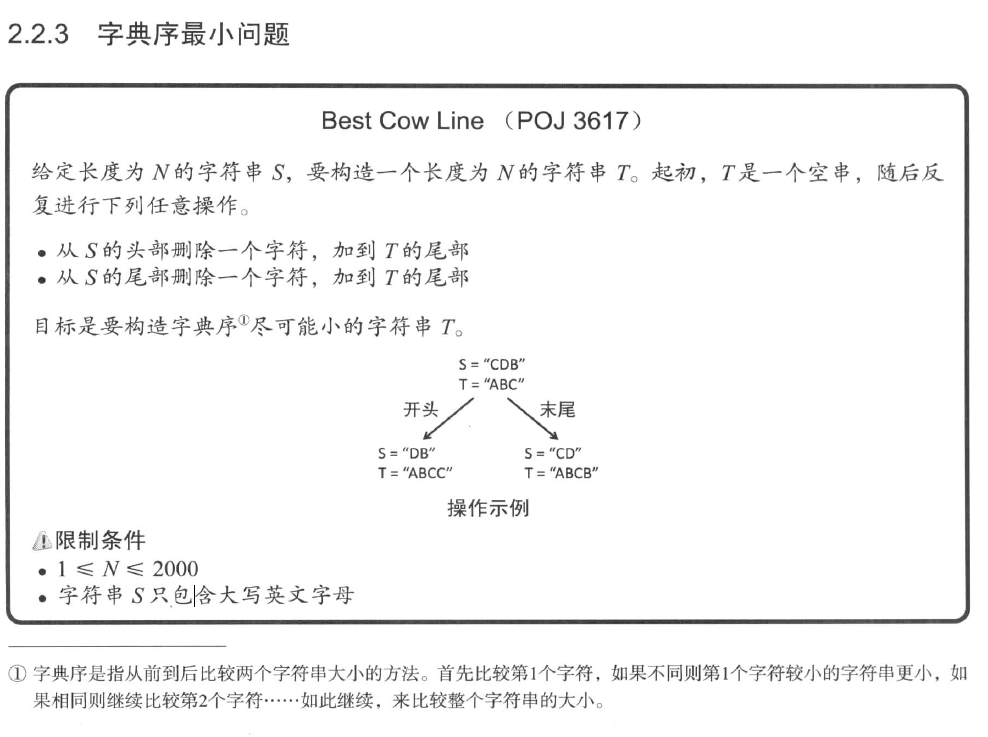 2.2.3 字典序最小问题
Best Cow Line （POJ 3617）
给定长度为 N的字符串 S，要构造一个长度为 N的字符串 T。起初，T是一个空串，随后反
复进行下列任意操作。
● 从 S的头部删除一个字符，加到 T的尾部
● 从 S的尾部删除一个字符，加到 T的尾部
目标是要构造字典序①尽可能小的字符串 T。
S = “CDB”
T = “ABC”
开头 末尾
S = “DB” S = “CD”
T = “ABCC” T = “ABCB”
操作示例
限制条件
● 1 ≤ N ≤ 2000
● 字符串 S只包含大写英文字母
① 字典序是指从前到后比较两个字符串大小的方法。首先比较第1个字符，如果不同则第1个字符较小的字符串更小，如
果相同则继续比较第2个字符……如此继续，来比较整个字符串的大小。